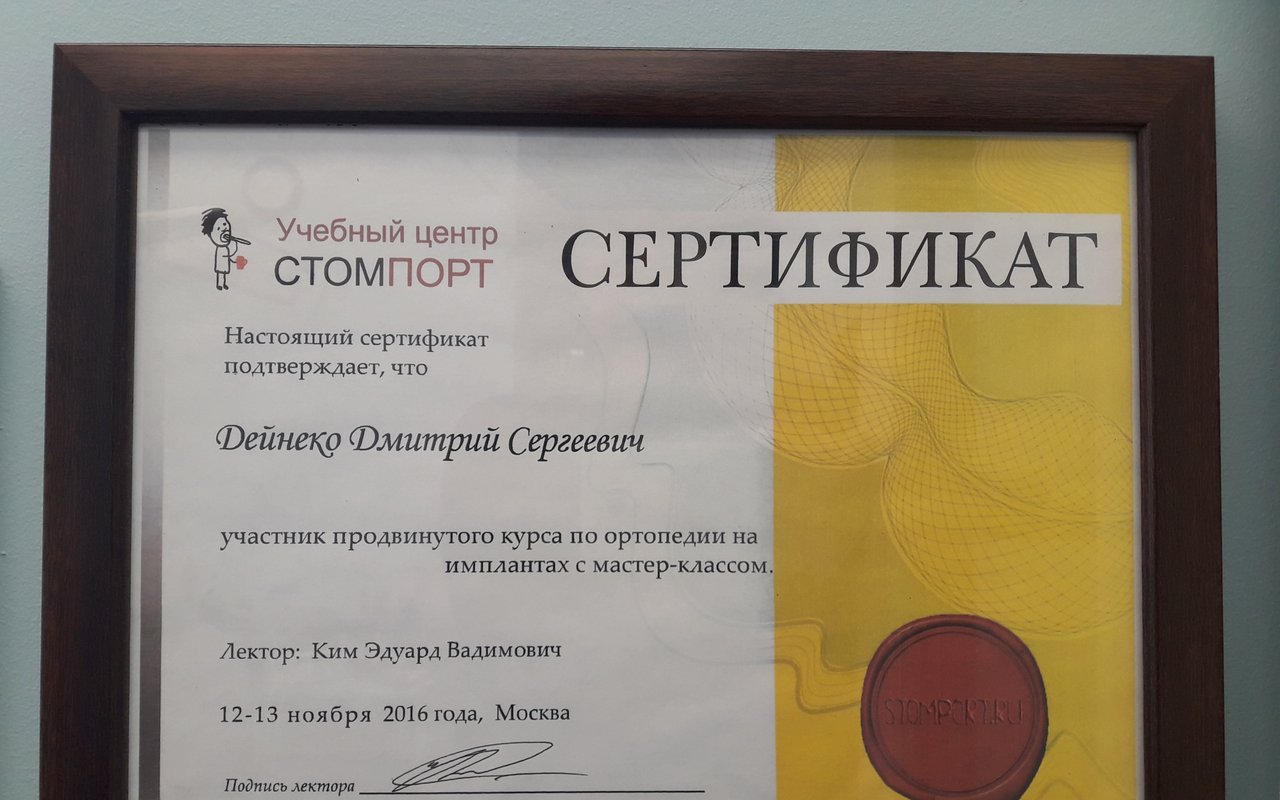 Учебный центр
СТОМПОРТ
СЕРТИФИКАТ
Настоящий сертификат
подтверждает, что
Дейнеко Дмитрий Сергеевич
участник продвинутого курса по ортопедии на
имплантах с мастер-классом.
Лектор: Ким Эдуард Вадимович
12-13 ноября 2016 года, Москва
STOMPORT.RU
Подпись лектора